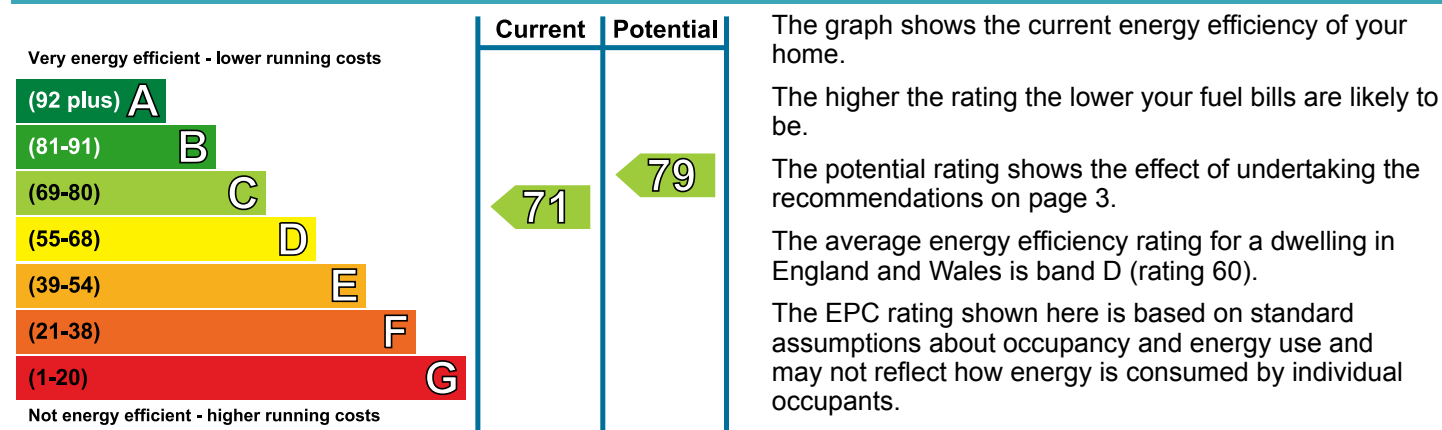 Current Potential
Very energy efficient - lower running costs
(92 plus) A
(81-91) B
(69-80) C
(55-68) D
(39-54) E
(21-38) F
(1-20) G
Not energy efficient - higher running costs
71
79
The graph shows the current energy efficiency of your
home.
The higher the rating the lower your fuel bills are likely to
be.
The potential rating shows the effect of undertaking the
recommendations on page 3.
The average energy efficiency rating for a dwelling in
England and Wales is band D (rating 60).
The EPC rating shown here is based on standard
assumptions about occupancy and energy use and
may not reflect how energy is consumed by individual
occupants.